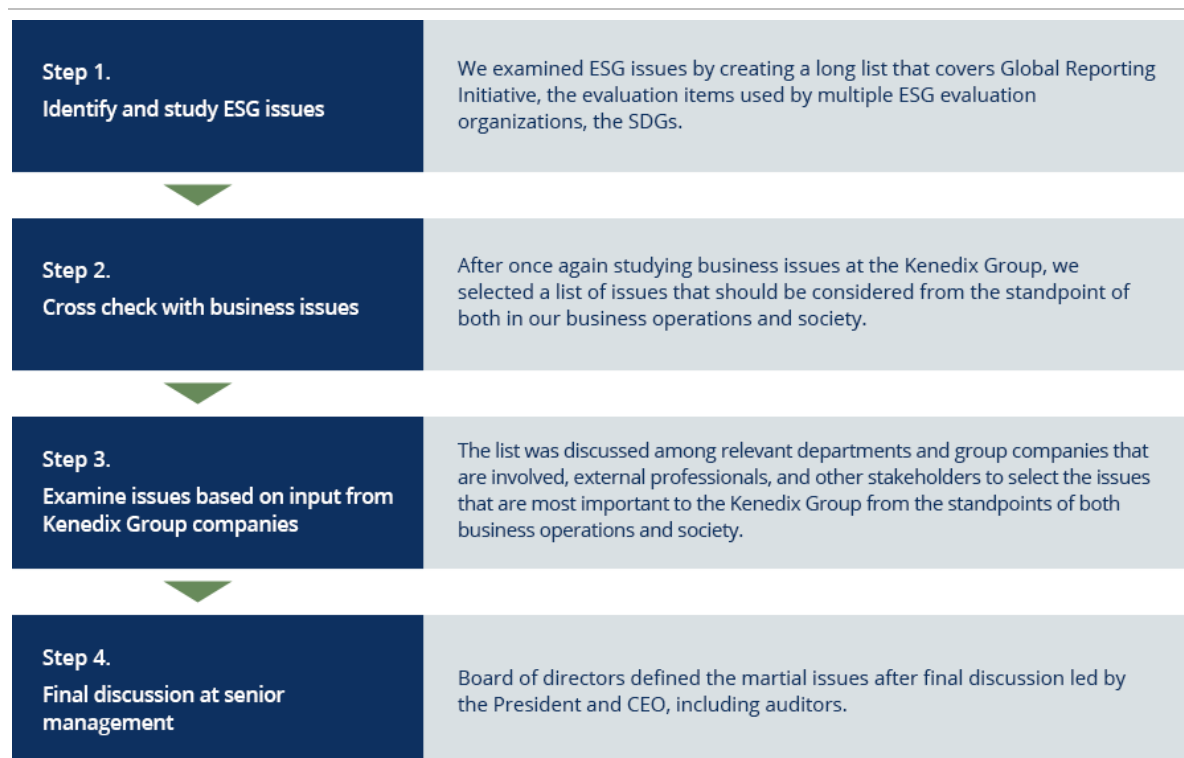 Step 1.
Identify and study ESG issues
We examined ESG issues by creating a long list that covers Global Reporting
Initiative, the evaluation items used by multiple ESG evaluation
organizations, the SDGs.
Step 2.
Cross check with business issues
After once again studying business issues at the Kenedix Group, we
selected a list of issues that should be considered from the standpoint of
both in our business operations and society.
Step 3.
Examine issues based on input from
Kenedix Group companies
The list was discussed among relevant departments and group companies that
are involved, external professionals, and other stakeholders to select the issues
that are most important to the Kenedix Group from the standpoints of both
business operations and society.
Step 4.
Final discussion at senior
management
Board of directors defined the martial issues after final discussion led by
the President and CEO, including auditors.